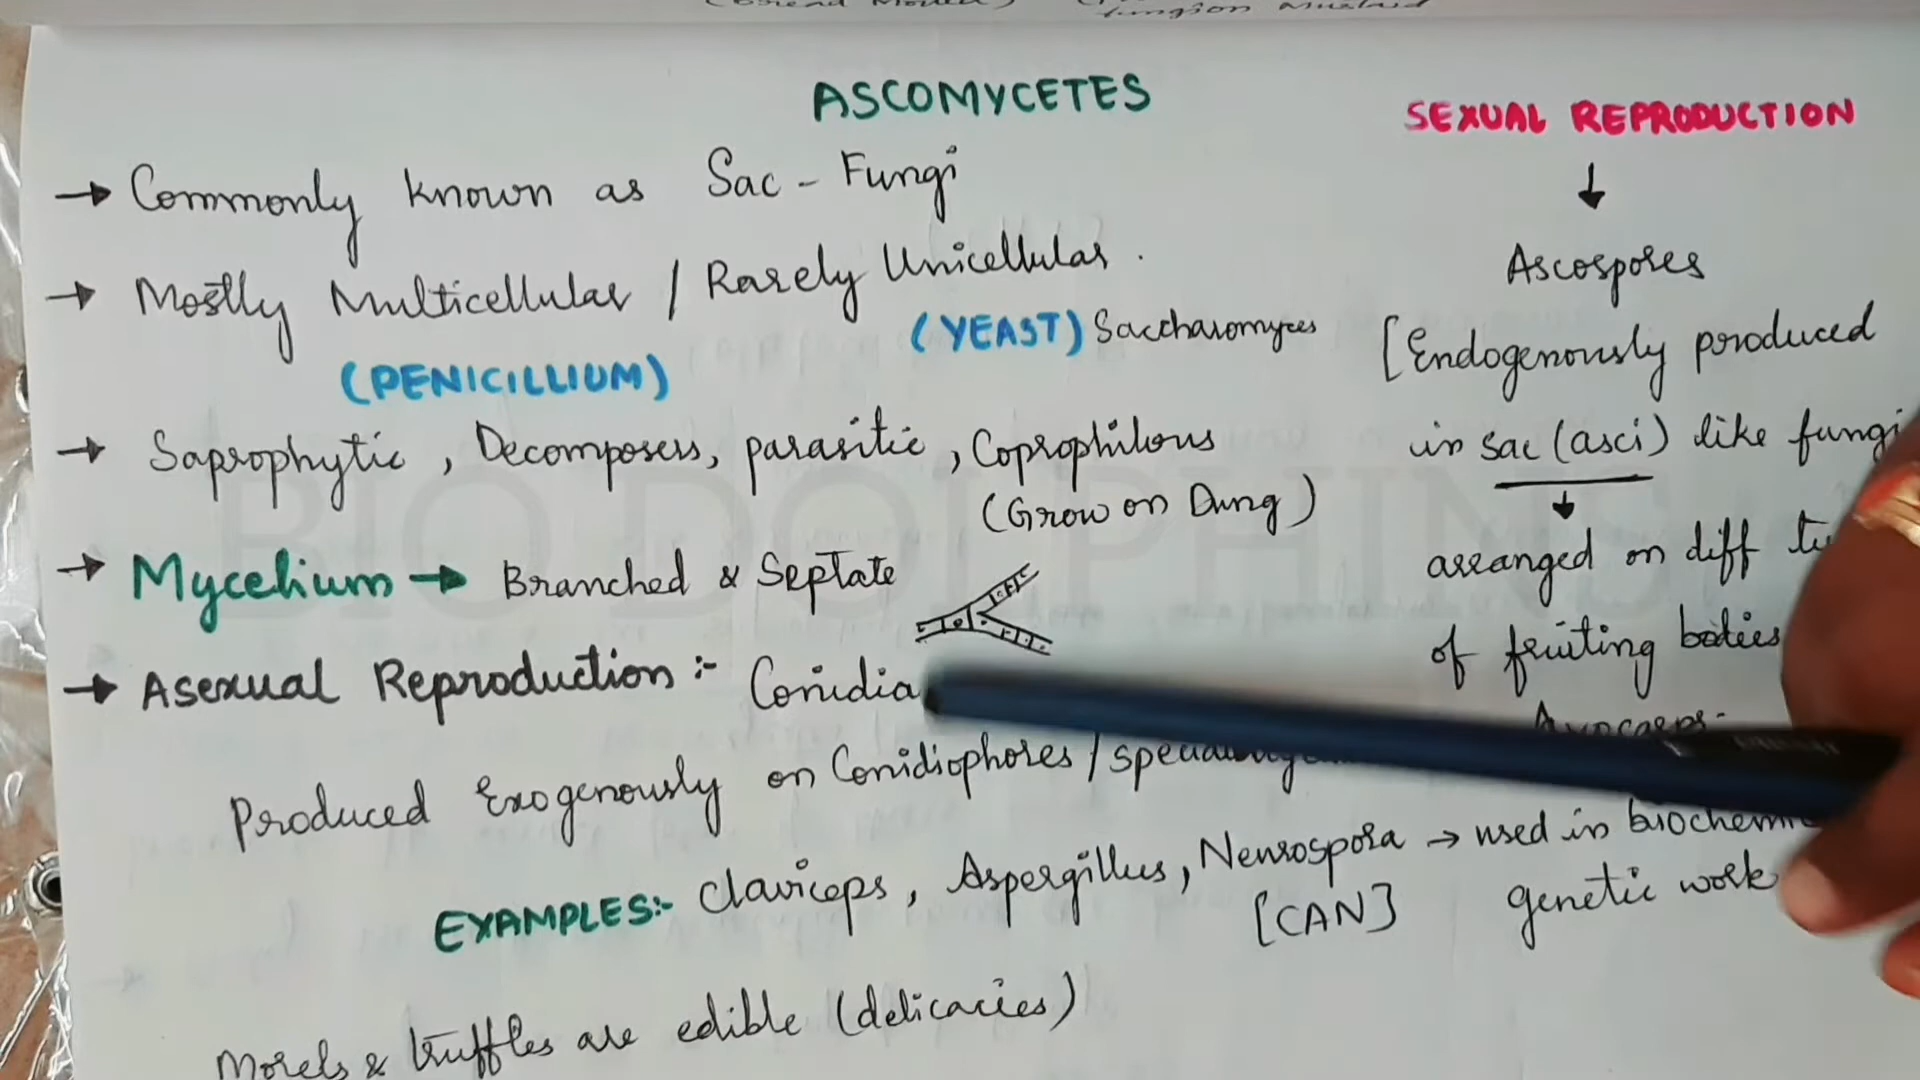 ASCOMYCETES
→ Commonly known as Sac - Fungi
→ Mostly Multicellular / Rarely Unicellular.
(PENICILLIUM)
(YEAST) Saccharomyces
→ Saprophytic, Decomposers, parasitic, Coprophilous
(Grow on Dung)
→ Mycelium → Branched & Septate
→ Asexual Reproduction :- Conidia
Produced Exogenously on Conidiophores /
EXAMPLES:- Claviceps, Aspergillus, Neurospora → used in
[CAN] genetic work
Morels & truffles are edible (delicacies)
SEXUAL REPRODUCTION
↓
Ascospores
[Endogenously produced
in sac (asci) like fungi
↓
arranged on diff
of fruiting bodies
BIO DOLPHINS